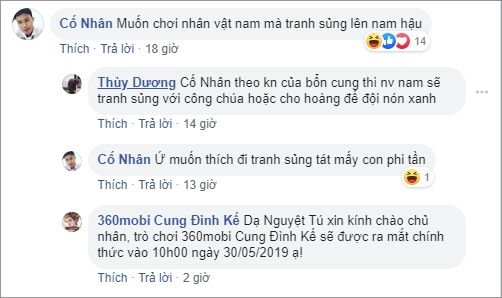 Cố Nhân Muốn chơi nhân vật nam mà tranh sủng lên nam hậu
14
Thích · Trả lời · 18 giờ
Thùy Dương Cố Nhân theo kn của bổn cung thì nv nam sẽ
tranh sủng với công chúa hoặc cho hoàng đế đội nón xanh
Thích · Trả lời · 14 giờ
Cố Nhân Ứ muốn thích đi tranh sủng tát mấy con phi tần
1
Thích · Trả lời · 13 giờ
360mobi Cung Đình Kế Dạ Nguyệt Tú xin kính chào chủ
nhân, trò chơi 360mobi Cung Đình Kế sẽ được ra mắt chính
thức vào 10h00 ngày 30/05/2019 ạ!
Thích · Trả lời · 2 giờ